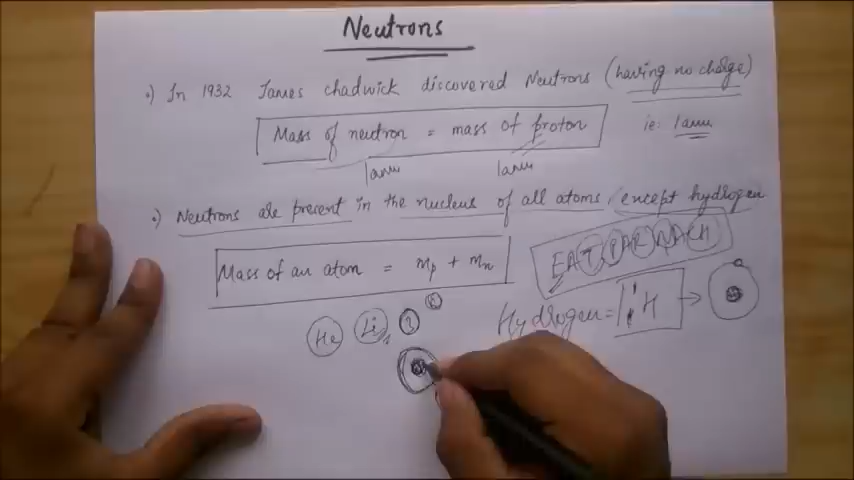 Neutrons
•) In 1932 James chadwick discovered Neutrons (having no charge)
Mass of neutron = mass of proton ie: 1amu
1amu 1amu
•) Neutrons are present in the nucleus of all atoms, except hydrogen
Mass of an atom = mp + mn
Hydrogen = 1 1 H
He Li